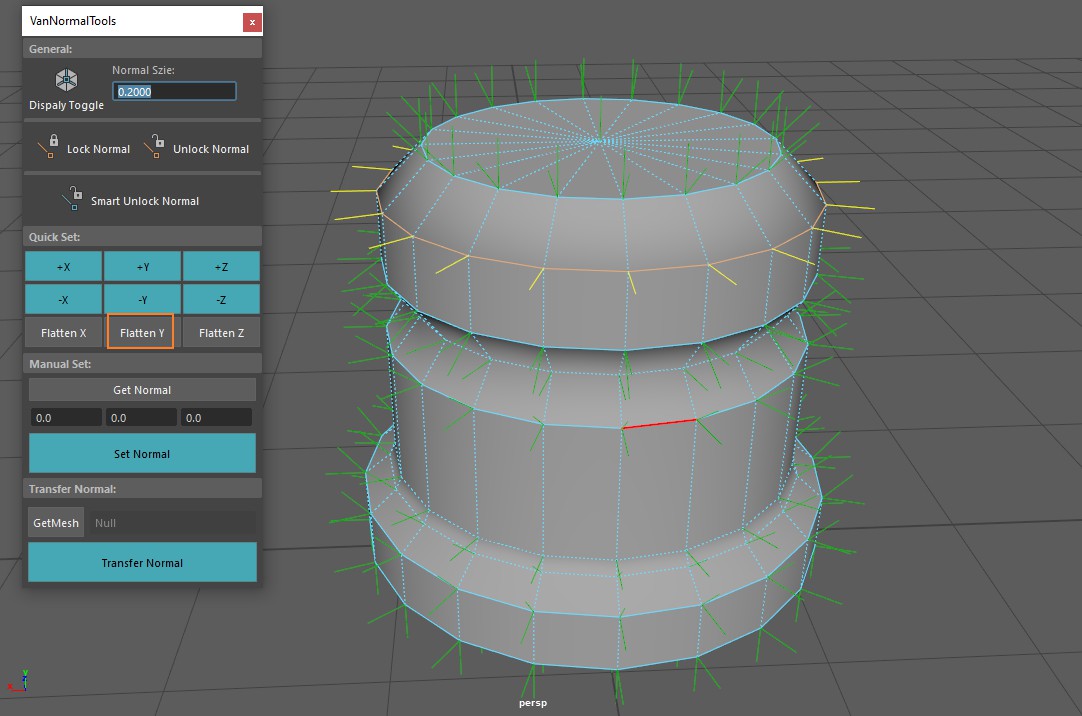 VanNormalTools
x
General:
Normal Szie:
0.2000
Dispaly Toggle
Lock Normal
Unlock Normal
Smart Unlock Normal
Quick Set:
+X
+Y
+Z
-X
-Y
-Z
Flatten X
Flatten Y
Flatten Z
Manual Set:
Get Normal
0.0
0.0
0.0
Set Normal
Transfer Normal:
GetMesh
Null
Transfer Normal
y
z
x
persp